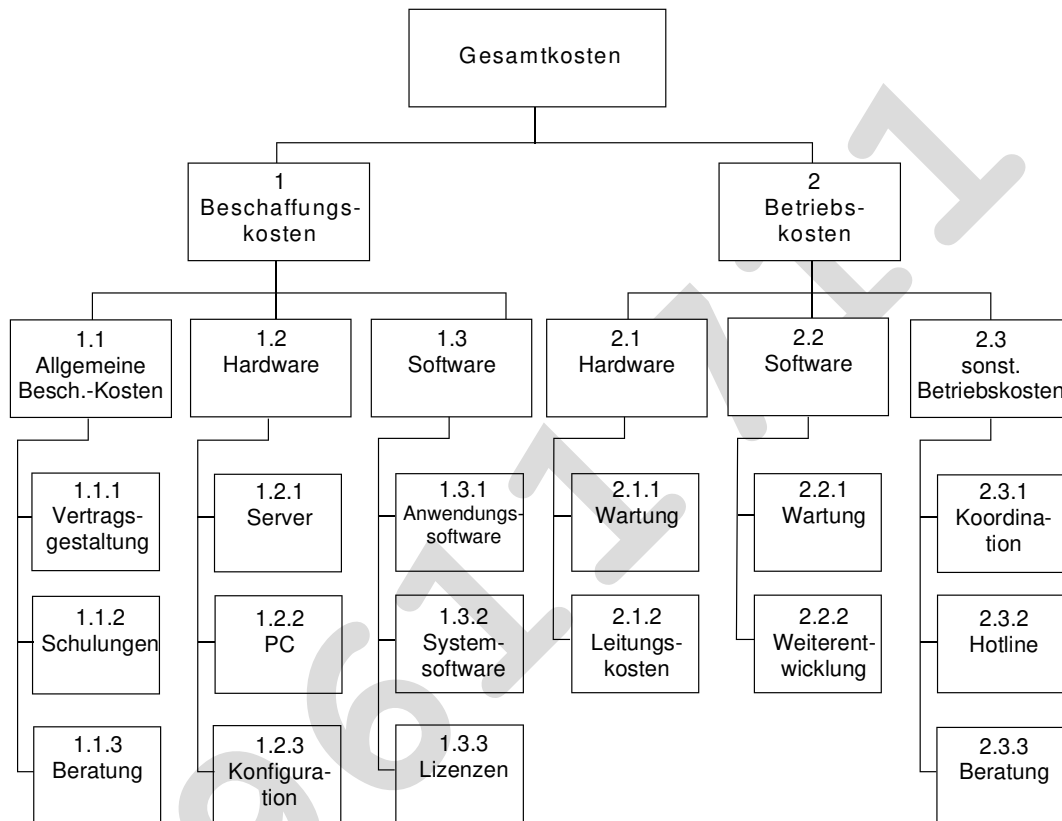 Gesamtkosten
1
Beschaffungs-
kosten
2
Betriebs-
kosten
1.1
Allgemeine
Besch.-Kosten
1.2
Hardware
1.3
Software
2.1
Hardware
2.2
Software
2.3
sonst.
Betriebskosten
1.1.1
Vertrags-
gestaltung
1.2.1
Server
1.3.1
Anwendungs-
software
2.1.1
Wartung
2.2.1
Wartung
2.3.1
Koordina-
tion
1.1.2
Schulungen
1.2.2
PC
1.3.2
System-
software
2.1.2
Leitungs-
kosten
2.2.2
Weiterent-
wicklung
2.3.2
Hotline
1.1.3
Beratung
1.2.3
Konfigura-
tion
1.3.3
Lizenzen
2.3.3
Beratung